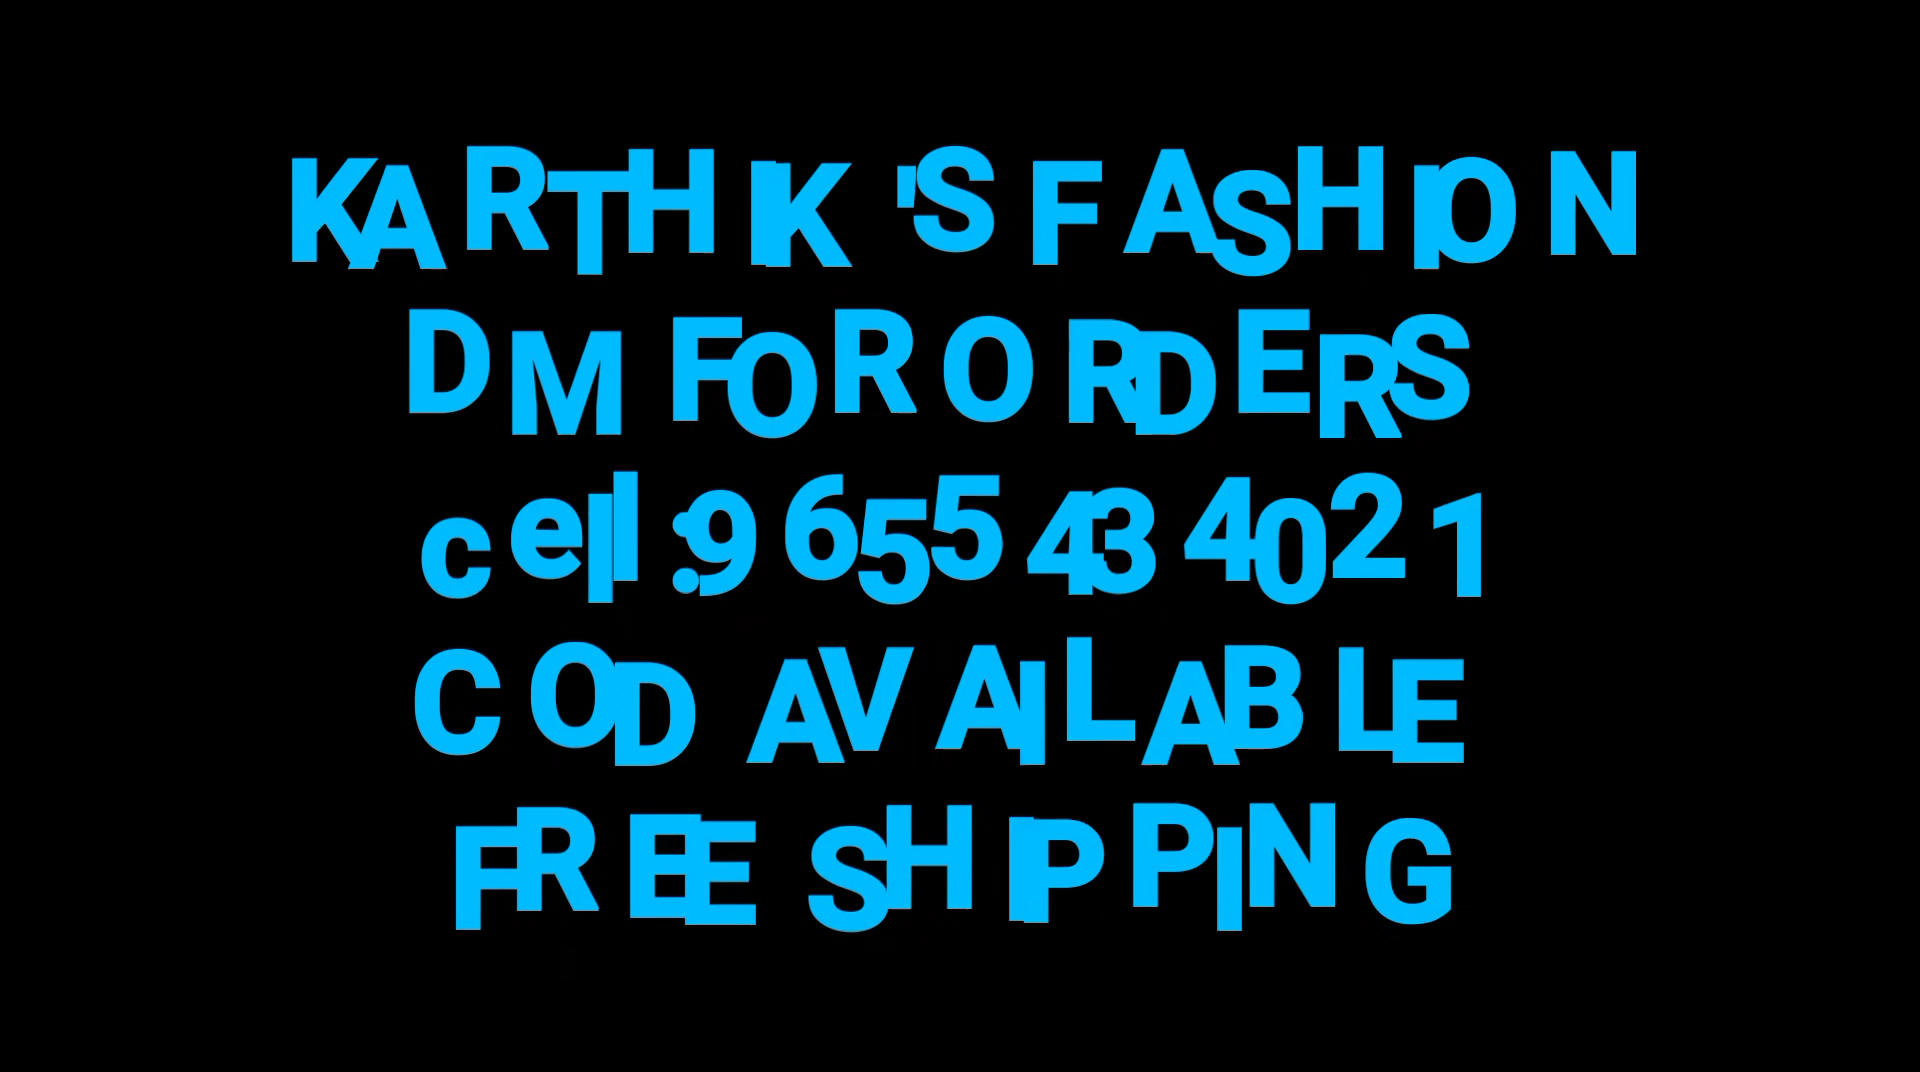 KARTHIK'S FASHION
DM FOR ORDERS
cell:9655434021
COD AVAILABLE
FREE SHIPPING